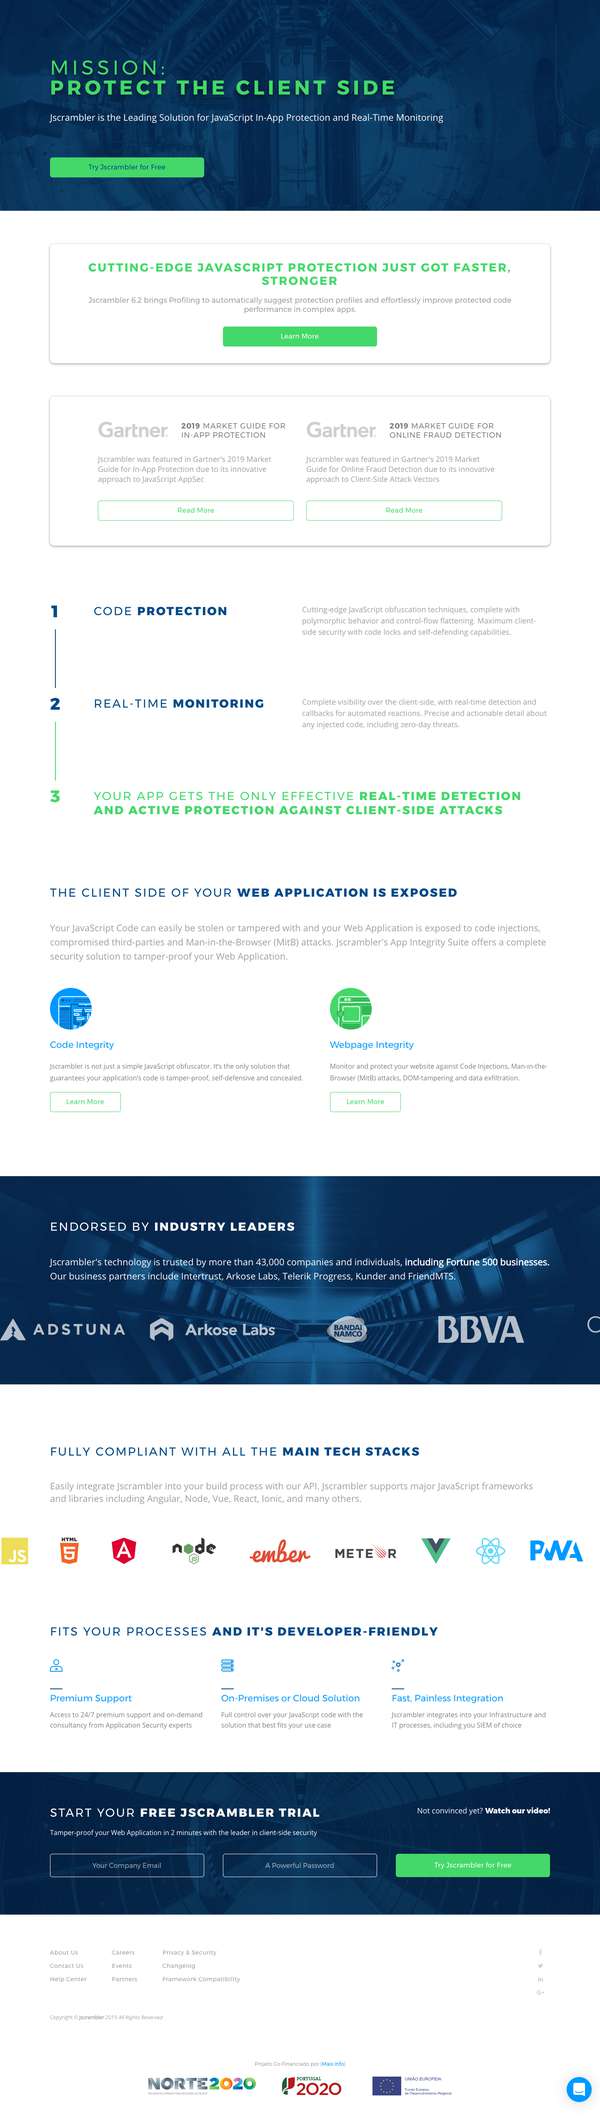 MISSION:
PROTECT THE CLIENT SIDE
Jscrambler is the Leading Solution for JavaScript In-App Protection and Real-Time Monitoring
Try Jscrambler for Free
CUTTING-EDGE JAVASCRIPT PROTECTION JUST GOT FASTER,
STRONGER
Jscrambler 6.2 brings Profiling to automatically suggest protection profiles and effortlessly improve protected code
performance in complex apps.
Learn More
Gartner
2019 MARKET GUIDE FOR
IN-APP PROTECTION
Jscrambler was featured in Gartner's 2019 Market
Guide for In-App Protection due to its innovative
approach to JavaScript AppSec
Read More
Gartner
2019 MARKET GUIDE FOR
ONLINE FRAUD DETECTION
Jscrambler was featured in Gartner's 2019 Market
Guide for Online Fraud Detection due to its innovative
approach to Client-Side Attack Vectors
Read More
1
CODE PROTECTION
Cutting-edge JavaScript obfuscation techniques, complete with
polymorphic behavior and control-flow flattening. Maximum client-
side security with code locks and self-defending capabilities.
2
REAL-TIME MONITORING
Complete visibility over the client-side, with real-time detection and
callbacks for automated reactions. Precise and actionable detail about
any injected code, including zero-day threats.
3
YOUR APP GETS THE ONLY EFFECTIVE REAL-TIME DETECTION
AND ACTIVE PROTECTION AGAINST CLIENT-SIDE ATTACKS
THE CLIENT SIDE OF YOUR WEB APPLICATION IS EXPOSED
Your JavaScript Code can easily be stolen or tampered with and your Web Application is exposed to code injections,
compromised third-parties and Man-in-the-Browser (MitB) attacks. Jscrambler's App Integrity Suite offers a complete
security solution to tamper-proof your Web Application.
Code Integrity
Jscrambler is not just a simple JavaScript obfuscator. It's the only solution that
guarantees your application's code is tamper-proof, self-defensive and concealed.
Learn More
Webpage Integrity
Monitor and protect your website against Code Injections, Man-in-the-
Browser (MitB) attacks, DOM-tampering and data exfiltration.
Learn More
ENDORSED BY INDUSTRY LEADERS
Jscrambler's technology is trusted by more than 43,000 companies and individuals, including Fortune 500 businesses.
Our business partners include Intertrust, Arkose Labs, Telerik Progress, Kunder and FriendMTS.
ADSTUNA
Arkose Labs
BANDAI
NAMCO
BBVA
FULLY COMPLIANT WITH ALL THE MAIN TECH STACKS
Easily integrate Jscrambler into your build process with our API. Jscrambler supports major JavaScript frameworks
and libraries including Angular, Node, Vue, React, Ionic, and many others.
JS
HTML
5
A
node
JS
ember
METEOR
PWA
FITS YOUR PROCESSES AND IT'S DEVELOPER-FRIENDLY
Premium Support
Access to 24/7 premium support and on-demand
consultancy from Application Security experts
On-Premises or Cloud Solution
Full control over your JavaScript code with the
solution that best fits your use case
Fast, Painless Integration
Jscrambler integrates into your Infrastructure and
IT processes, including you SIEM of choice
START YOUR FREE JSCRAMBLER TRIAL
Not convinced yet? Watch our video!
Tamper-proof your Web Application in 2 minutes with the leader in client-side security
Your Company Email
A Powerful Password
Try Jscrambler for Free
About Us
Careers
Privacy & Security
Contact Us
Events
Changelog
Help Center
Partners
Framework Compatibility
f
in
G+
Copyright © jscrambler 2019 All Rights Reserved
Projeto Co-Financiado por (Mais Info)
NORTE2020
PORTUGAL
2020
UNIÃO EUROPEIA
Fundo Europeu
de Desenvolvimento Regional